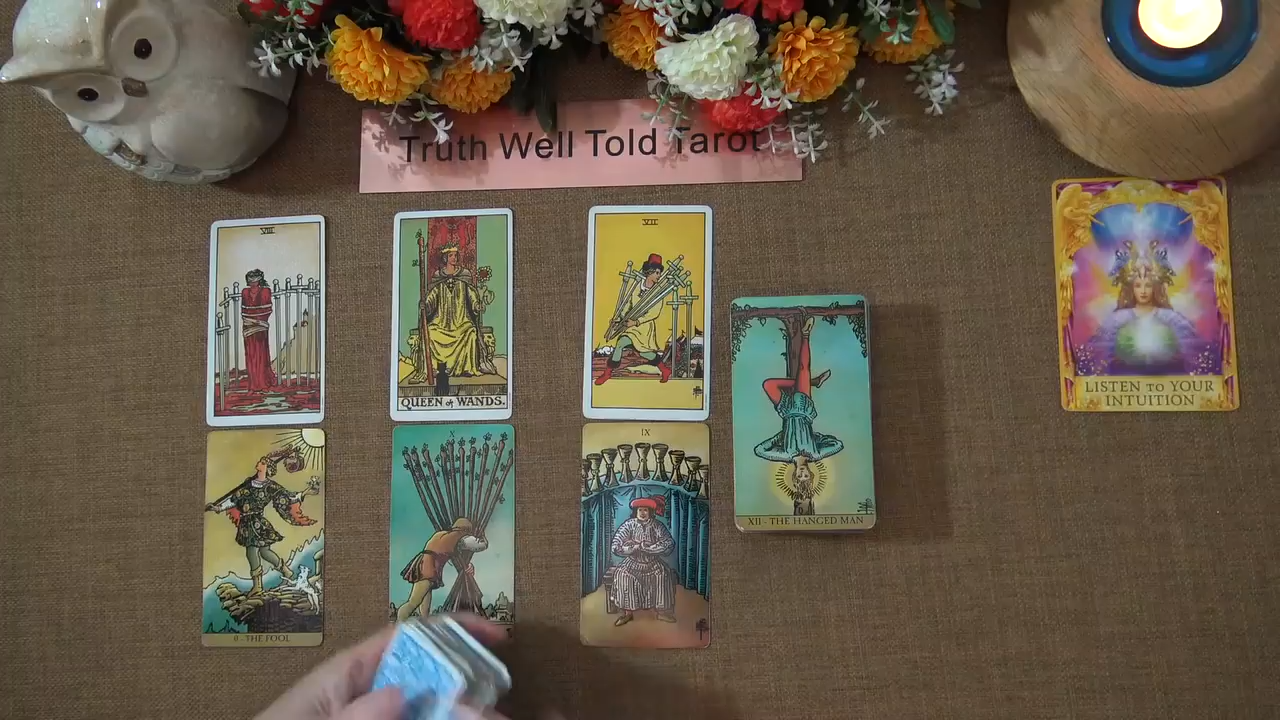 Truth Well Told Tarot
VIII
QUEEN of WANDS.
VII
LISTEN TO YOUR
INTUITION
0 - THE FOOL
X
IX
XII - THE HANGED MAN